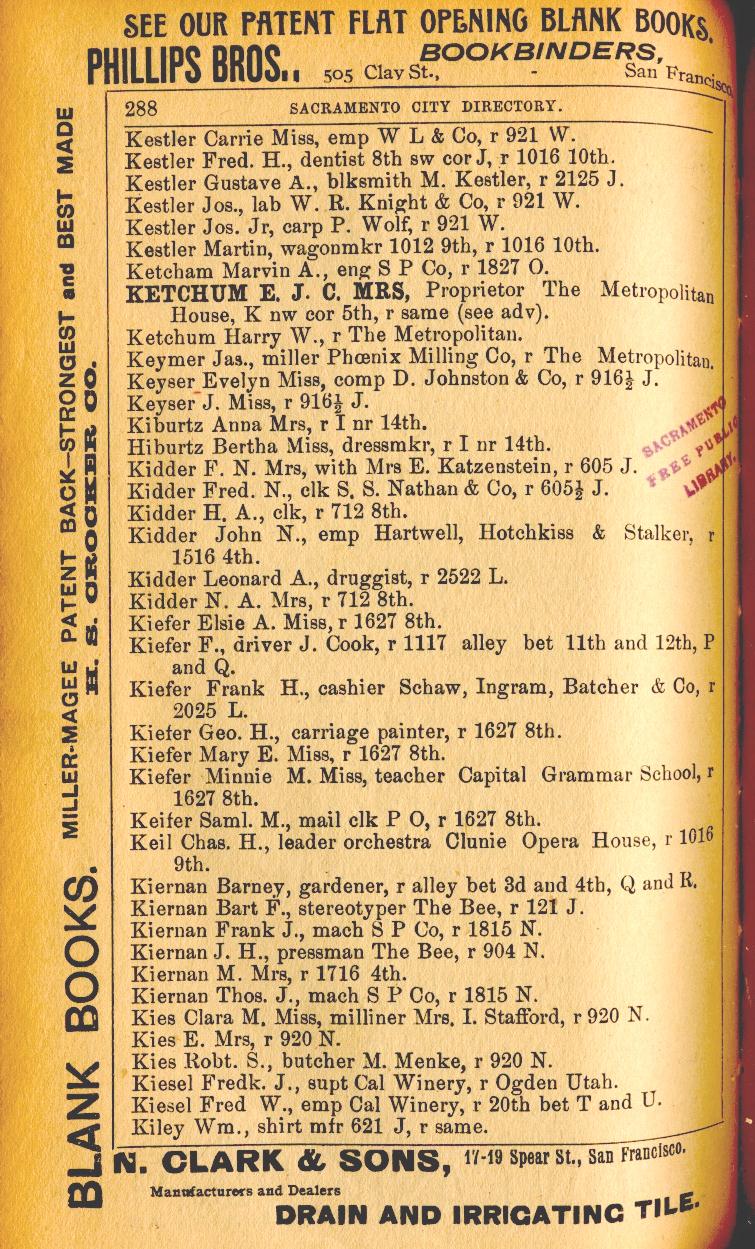 SEE OUR PATENT FLAT OPENING BLANK BOOKS.
PHILLIPS BROS., BOOKBINDERS,
505 Clay St., - San Francisco.
288 SACRAMENTO CITY DIRECTORY.
Kestler Carrie Miss, emp W L & Co, r 921 W.
Kestler Fred. H., dentist 8th sw cor J, r 1016 10th.
Kestler Gustave A., blksmith M. Kestler, r 2125 J.
Kestler Jos., lab W. R. Knight & Co, r 921 W.
Kestler Jos. Jr, carp P. Wolf, r 921 W.
Kestler Martin, wagonmkr 1012 9th, r 1016 10th.
Ketcham Marvin A., eng S P Co, r 1827 O.
KETCHUM E. J. C. MRS, Proprietor The Metropolitan
House, K nw cor 5th, r same (see adv).
Ketchum Harry W., r The Metropolitan.
Keymer Jas., miller Phœnix Milling Co, r The Metropolitan.
Keyser Evelyn Miss, comp D. Johnston & Co, r 916½ J.
Keyser J. Miss, r 916½ J.
Kiburtz Anna Mrs, r I nr 14th.
Hiburtz Bertha Miss, dressmkr, r I nr 14th.
Kidder F. N. Mrs, with Mrs E. Katzenstein, r 605 J.
Kidder Fred. N., clk S. S. Nathan & Co, r 605½ J.
Kidder H. A., clk, r 712 8th.
Kidder John N., emp Hartwell, Hotchkiss & Stalker, r
1516 4th.
Kidder Leonard A., druggist, r 2522 L.
Kidder N. A. Mrs, r 712 8th.
Kiefer Elsie A. Miss, r 1627 8th.
Kiefer F., driver J. Cook, r 1117 alley bet 11th and 12th, P
and Q.
Kiefer Frank H., cashier Schaw, Ingram, Batcher & Co, r
2025 L.
Kiefer Geo. H., carriage painter, r 1627 8th.
Kiefer Mary E. Miss, r 1627 8th.
Kiefer Minnie M. Miss, teacher Capital Grammar School, r
1627 8th.
Keifer Saml. M., mail clk P O, r 1627 8th.
Keil Chas. H., leader orchestra Clunie Opera House, r 1016
9th.
Kiernan Barney, gardener, r alley bet 3d and 4th, Q and R.
Kiernan Bart F., stereotyper The Bee, r 121 J.
Kiernan Frank J., mach S P Co, r 1815 N.
Kiernan J. H., pressman The Bee, r 904 N.
Kiernan M. Mrs, r 1716 4th.
Kiernan Thos. J., mach S P Co, r 1815 N.
Kies Clara M. Miss, milliner Mrs. I. Stafford, r 920 N.
Kies E. Mrs, r 920 N.
Kies Robt. S., butcher M. Menke, r 920 N.
Kiesel Fredk. J., supt Cal Winery, r Ogden Utah.
Kiesel Fred W., emp Cal Winery, r 20th bet T and U.
Kiley Wm., shirt mfr 621 J, r same.
SACRAMENTO
FREE PUBLIC
LIBRARY.
BLANK BOOKS. MILLER-MAGEE PATENT BACK—STRONGEST and BEST MADE
H. S. CROCKER CO.
N. CLARK & SONS, 17-19 Spear St., San Francisco.
Manufacturers and Dealers
DRAIN AND IRRIGATING TILE.